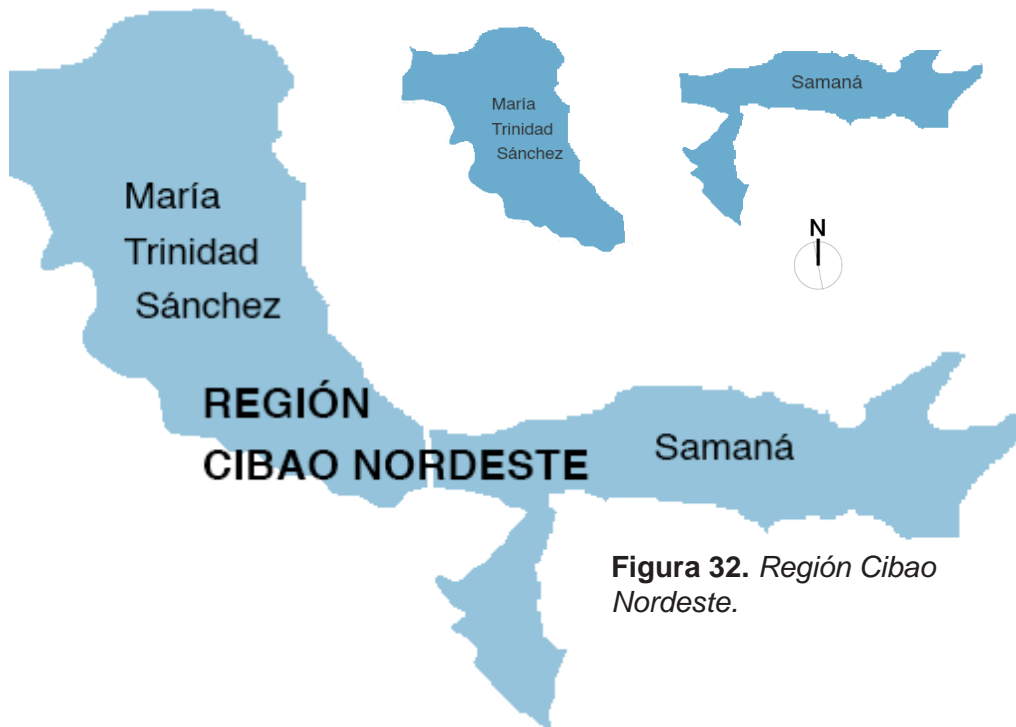 María
Trinidad
Sánchez
Samaná
N
María
Trinidad
Sánchez
REGIÓN
CIBAO NORDESTE
Samaná
Figura 32. Región Cibao
Nordeste.